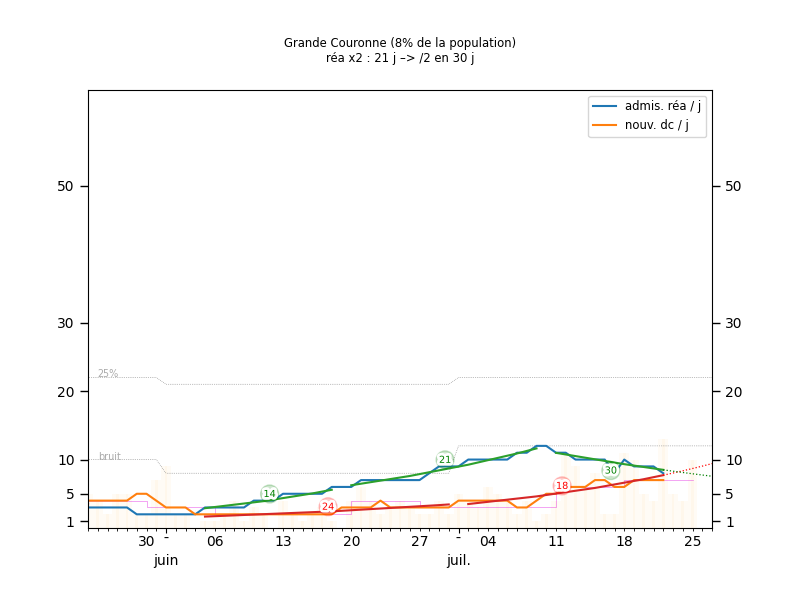 Grande Couronne (8% de la population)
réa x2 : 21 j –> /2 en 30 j
admis. réa / j
nouv. dc / j
50 50
30 30
25%
20 20
bruit
21
10 10
30
18
14
5 5
24
1 1
30 06 13 20 27 04 11 18 25
juin juil.